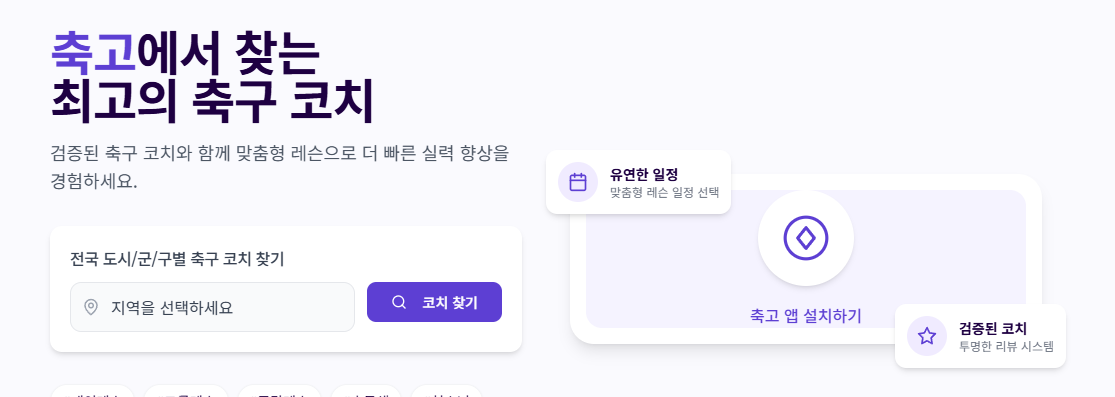 축고에서 찾는
최고의 축구 코치
검증된 축구 코치와 함께 맞춤형 레슨으로 더 빠른 실력 향상을
경험하세요.
전국 도시/군/구별 축구 코치 찾기
지역을 선택하세요
코치 찾기
유연한 일정
맞춤형 레슨 일정 선택
축고 앱 설치하기
검증된 코치
투명한 리뷰 시스템